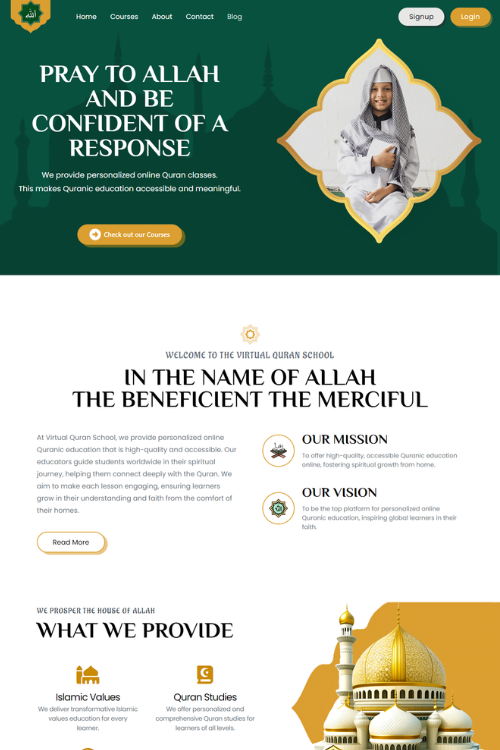 الله
Home Courses About Contact Blog Signup Login
PRAY TO ALLAH
AND BE
CONFIDENT OF A
RESPONSE
We provide personalized online Quran classes.
This makes Quranic education accessible and meaningful.
Check out our Courses
WELCOME TO THE VIRTUAL QURAN SCHOOL
IN THE NAME OF ALLAH
THE BENEFICIENT THE MERCIFUL
At Virtual Quran School, we provide personalized online
Quranic education that is high-quality and accessible. Our
educators guide students worldwide in their spiritual
journey, helping them connect deeply with the Quran. We
aim to make each lesson engaging, ensuring learners
grow in their understanding and faith from the comfort of
their homes.
Read More
OUR MISSION
To offer high-quality, accessible Quranic education
online, fostering spiritual growth from home.
OUR VISION
To be the top platform for personalized online
Quranic education, inspiring global learners in their
faith.
WE PROSPER THE HOUSE OF ALLAH
WHAT WE PROVIDE
Islamic Values
We deliver transformative Islamic
values education for every
learner.
Quran Studies
We offer personalized and
comprehensive Quran studies for
learners of all levels.